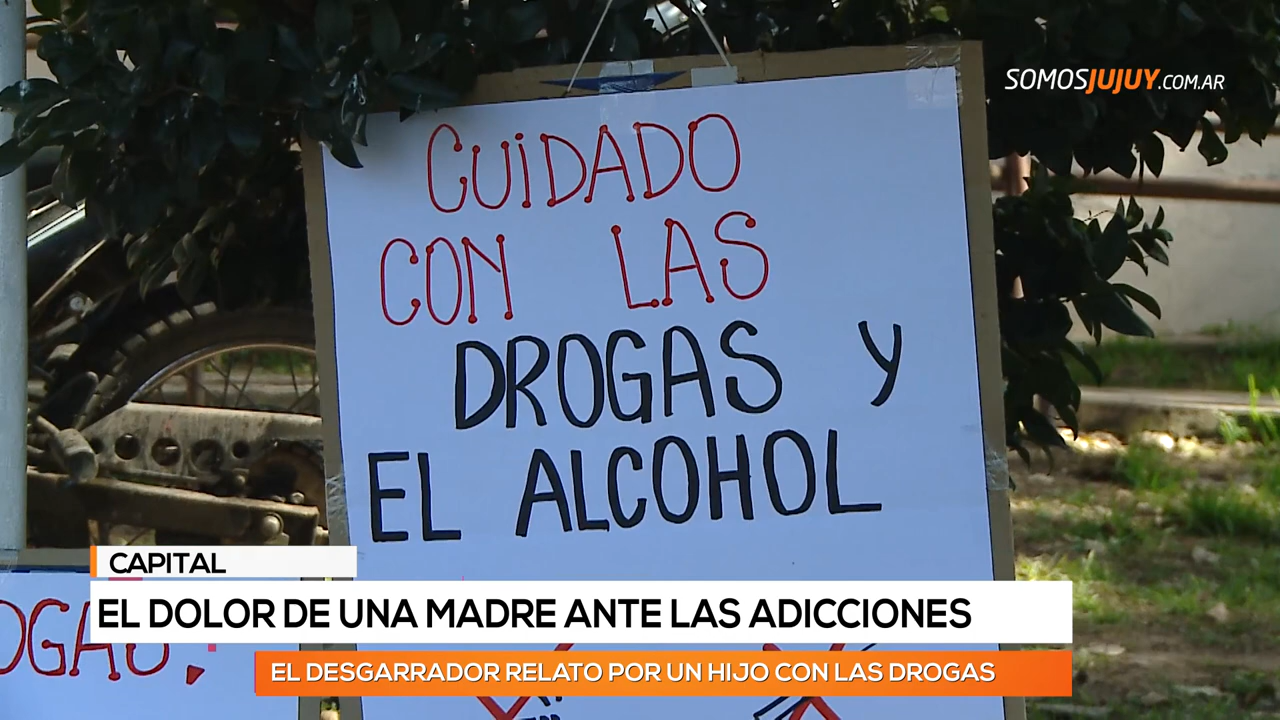 SOMOSJUJUY.COM.AR
CUiDADO
CON LAS
DROGAS Y
EL ALCOHOL
CAPITAL
EL DOLOR DE UNA MADRE ANTE LAS ADICCIONES
EL DESGARRADOR RELATO POR UN HIJO CON LAS DROGAS